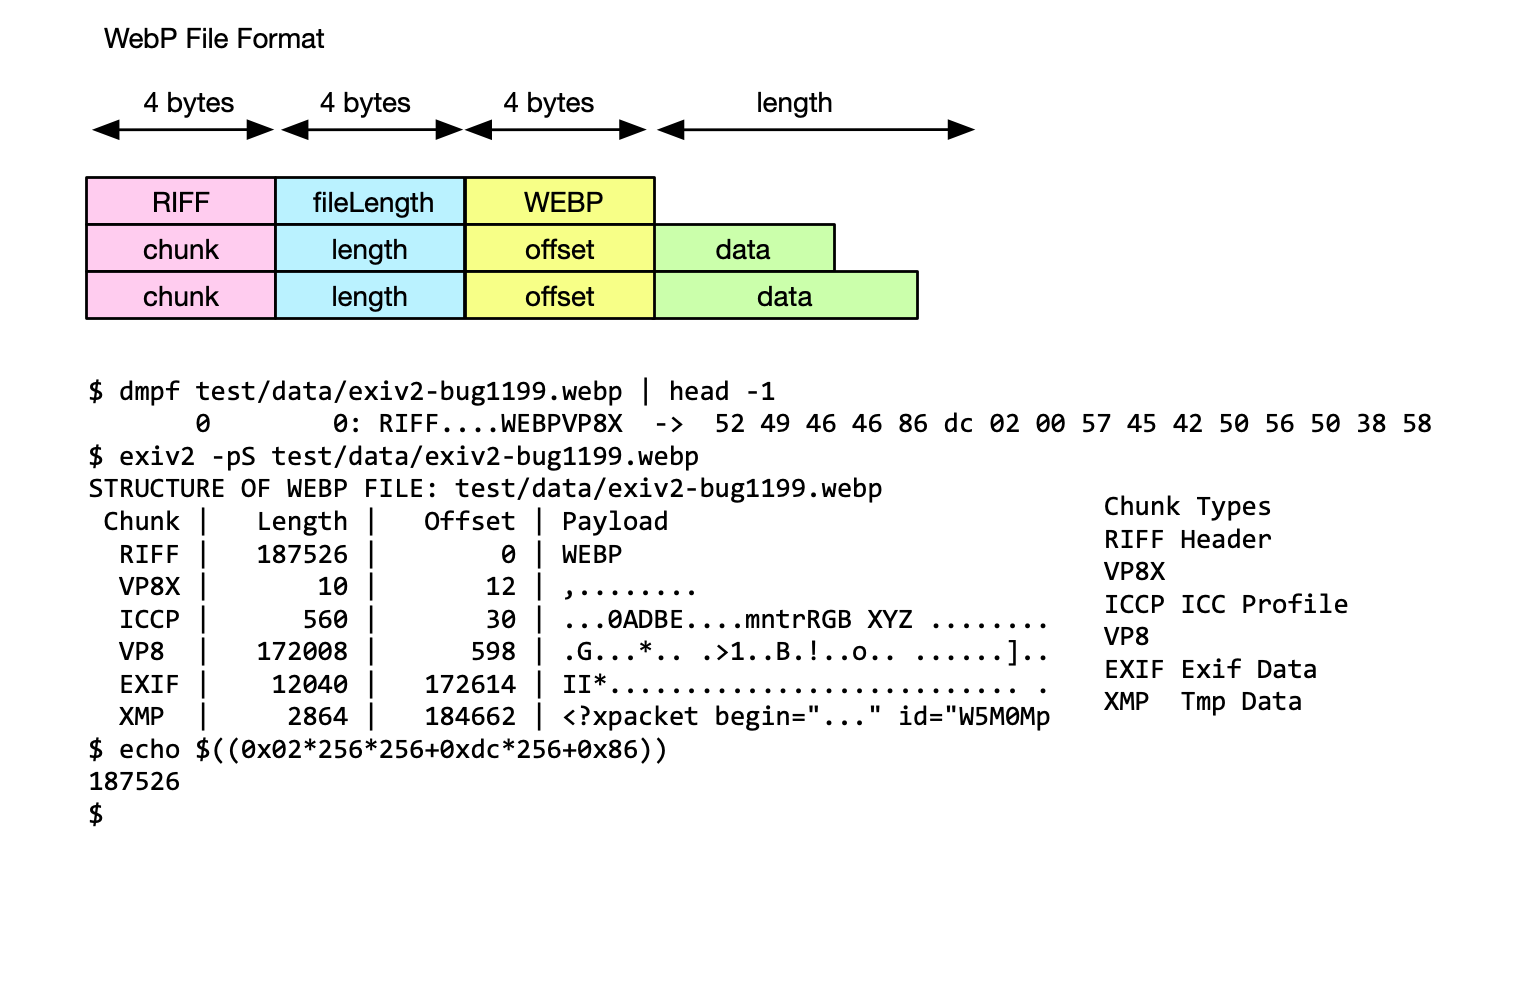 WebP File Format
4 bytes 4 bytes 4 bytes length
RIFF fileLength WEBP
chunk length offset data
chunk length offset data
$ dmpf test/data/exiv2-bug1199.webp | head -1
       0        0: RIFF....WEBPVP8X  ->  52 49 46 46 86 dc 02 00 57 45 42 50 56 50 38 58
$ exiv2 -pS test/data/exiv2-bug1199.webp
STRUCTURE OF WEBP FILE: test/data/exiv2-bug1199.webp
 Chunk |   Length |   Offset | Payload
  RIFF |   187526 |        0 | WEBP
  VP8X |       10 |       12 | ,........
  ICCP |      560 |       30 | ...0ADBE....mntrRGB XYZ ........
  VP8  |   172008 |      598 | .G...*.. .>1..B.!..o.. ......]..
  EXIF |    12040 |   172614 | II*........................... .
  XMP  |     2864 |   184662 | <?xpacket begin="..." id="W5M0Mp
$ echo $((0x02*256*256+0xdc*256+0x86))
187526
$
Chunk Types
RIFF Header
VP8X
ICCP ICC Profile
VP8
EXIF Exif Data
XMP  Tmp Data